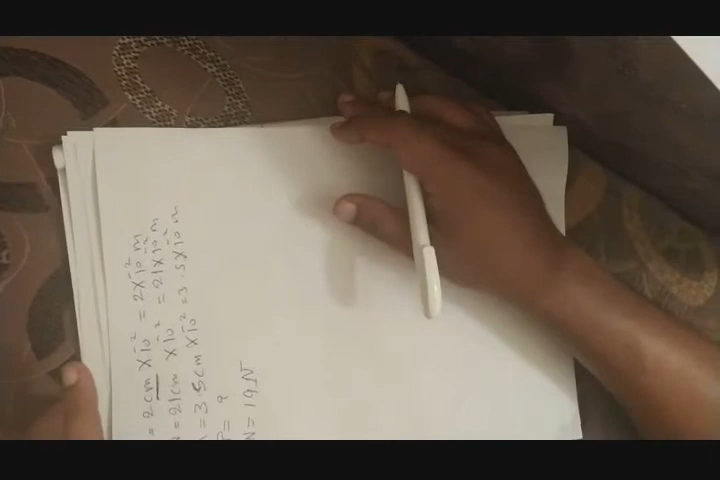 = 2cm X10⁻² = 2X10⁻² m
= 21cm X10⁻² = 21X10⁻² m
= 3.5cm X10⁻² = 3.5X10⁻² m
= ?
= 19N